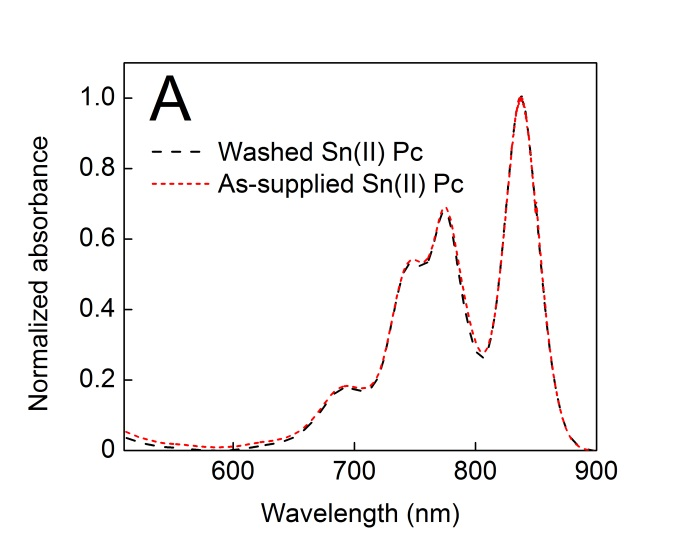 A
Washed Sn(II) Pc
As-supplied Sn(II) Pc
Normalized absorbance
1.0
0.8
0.6
0.4
0.2
0
600 700 800 900
Wavelength (nm)